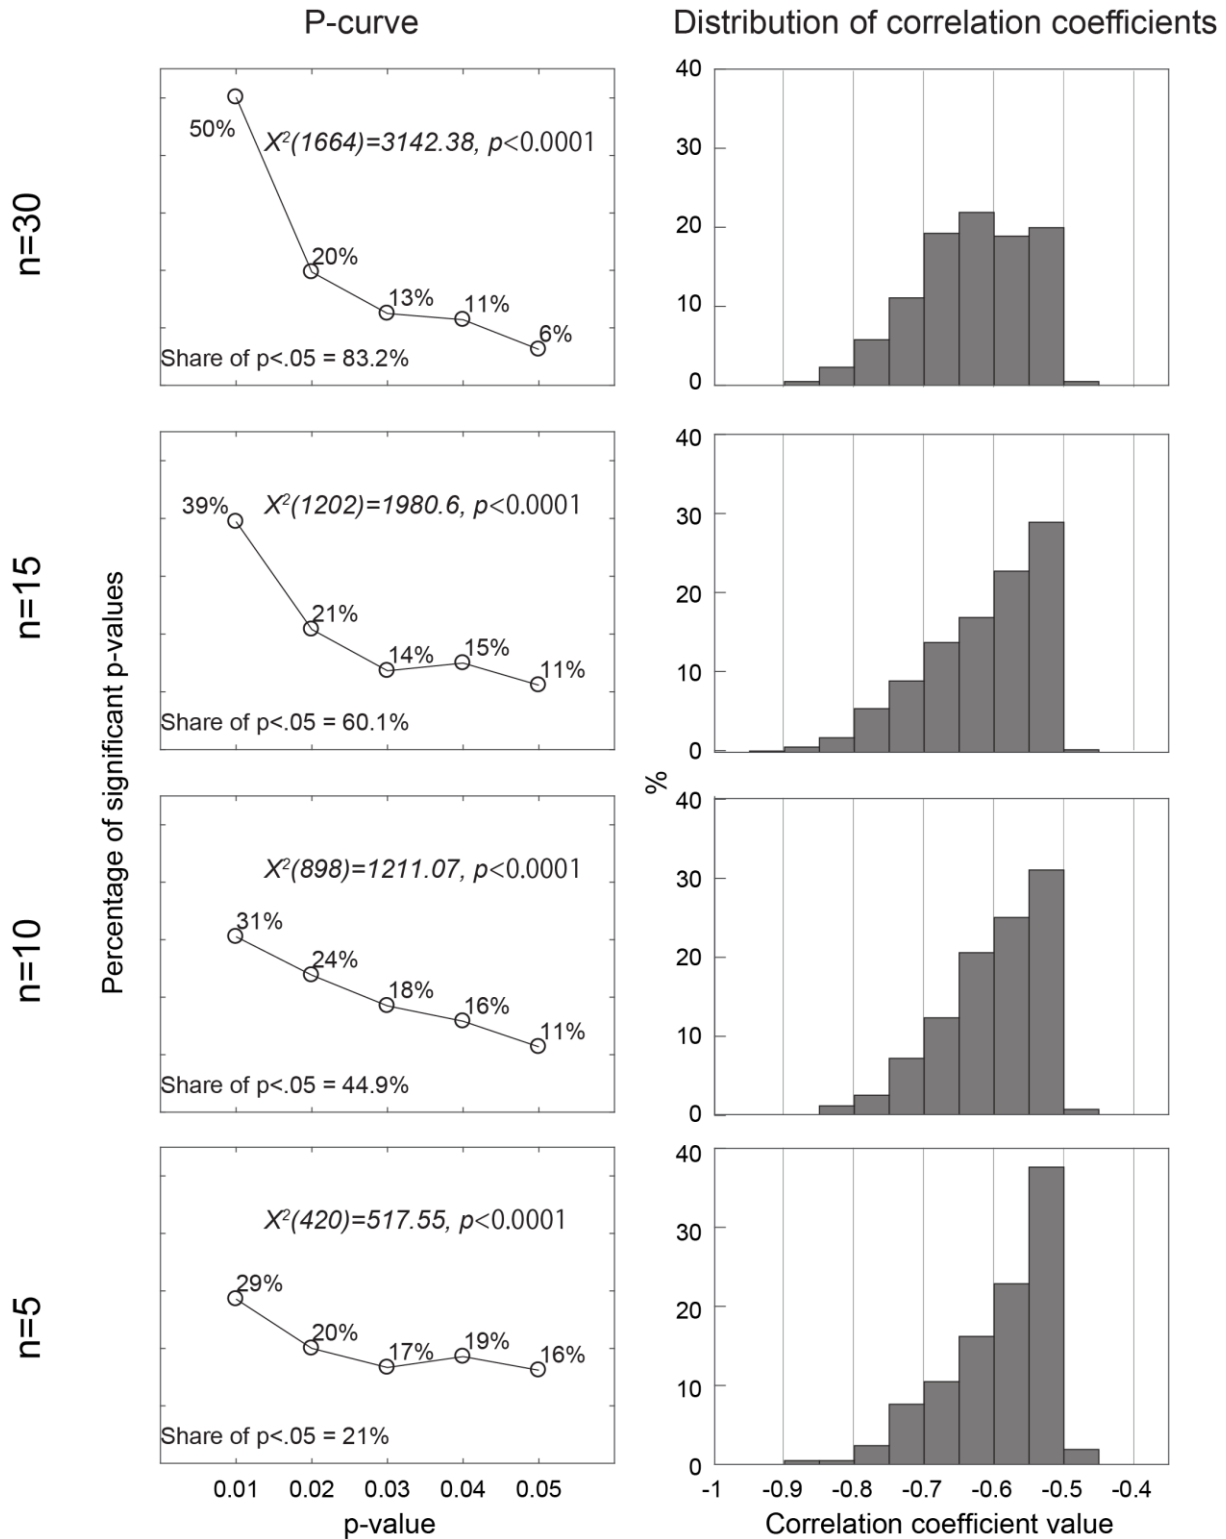 P-curve
Distribution of correlation coefficients
n=30
50%
X²(1664)=3142.38, p<0.0001
20%
13%
11%
6%
Share of p<.05 = 83.2%
40
30
20
10
0
n=15
39%
X²(1202)=1980.6, p<0.0001
21%
14%
15%
11%
Share of p<.05 = 60.1%
40
30
20
10
0
Percentage of significant p-values
%
n=10
X²(898)=1211.07, p<0.0001
31%
24%
18%
16%
11%
Share of p<.05 = 44.9%
40
30
20
10
0
n=5
X²(420)=517.55, p<0.0001
29%
20%
17%
19%
16%
Share of p<.05 = 21%
40
30
20
10
0
0.01 0.02 0.03 0.04 0.05
p-value
-1 -0.9 -0.8 -0.7 -0.6 -0.5 -0.4
Correlation coefficient value